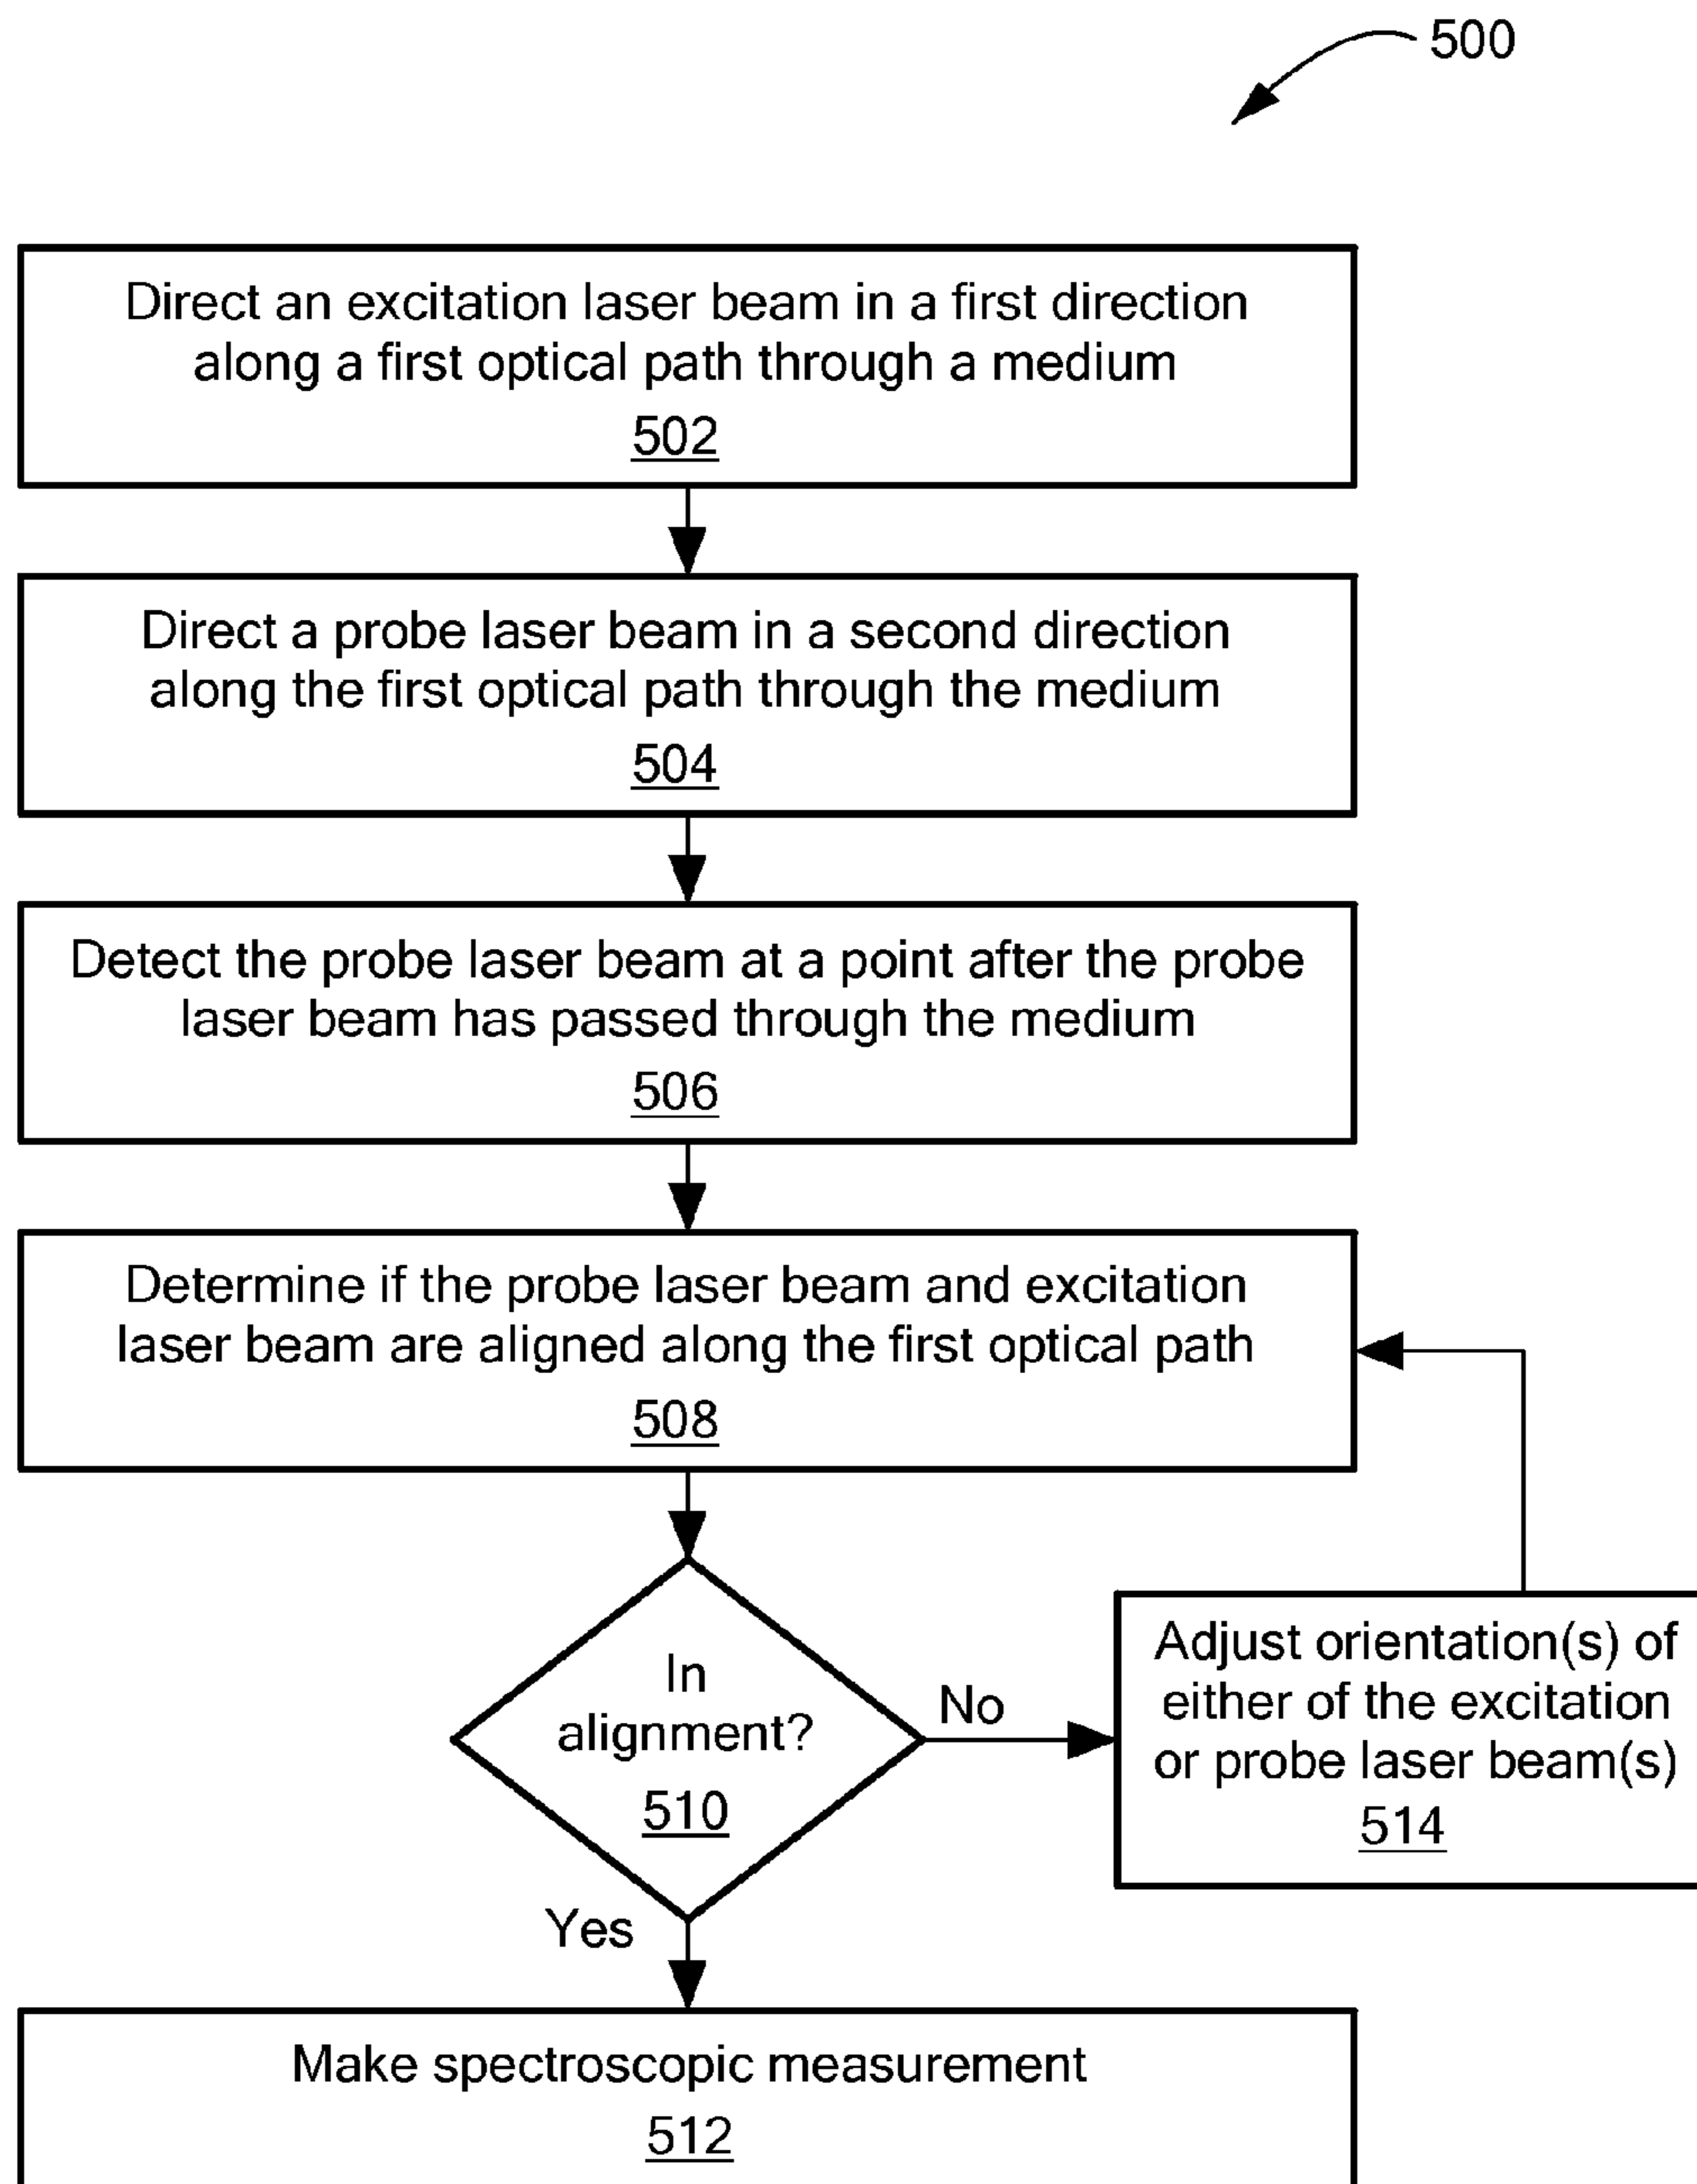 500
Direct an excitation laser beam in a first direction
along a first optical path through a medium
502
Direct a probe laser beam in a second direction
along the first optical path through the medium
504
Detect the probe laser beam at a point after the probe
laser beam has passed through the medium
506
Determine if the probe laser beam and excitation
laser beam are aligned along the first optical path
508
In
alignment?
510
No
Adjust orientation(s) of
either of the excitation
or probe laser beam(s)
514
Yes
Make spectroscopic measurement
512